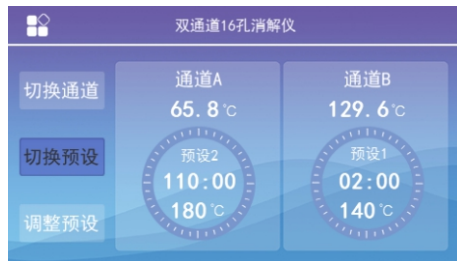 双通道16孔消解仪
切换通道
切换预设
调整预设
通道A
65.8℃
预设2
110:00
180℃
通道B
129.6℃
预设1
02:00
140℃